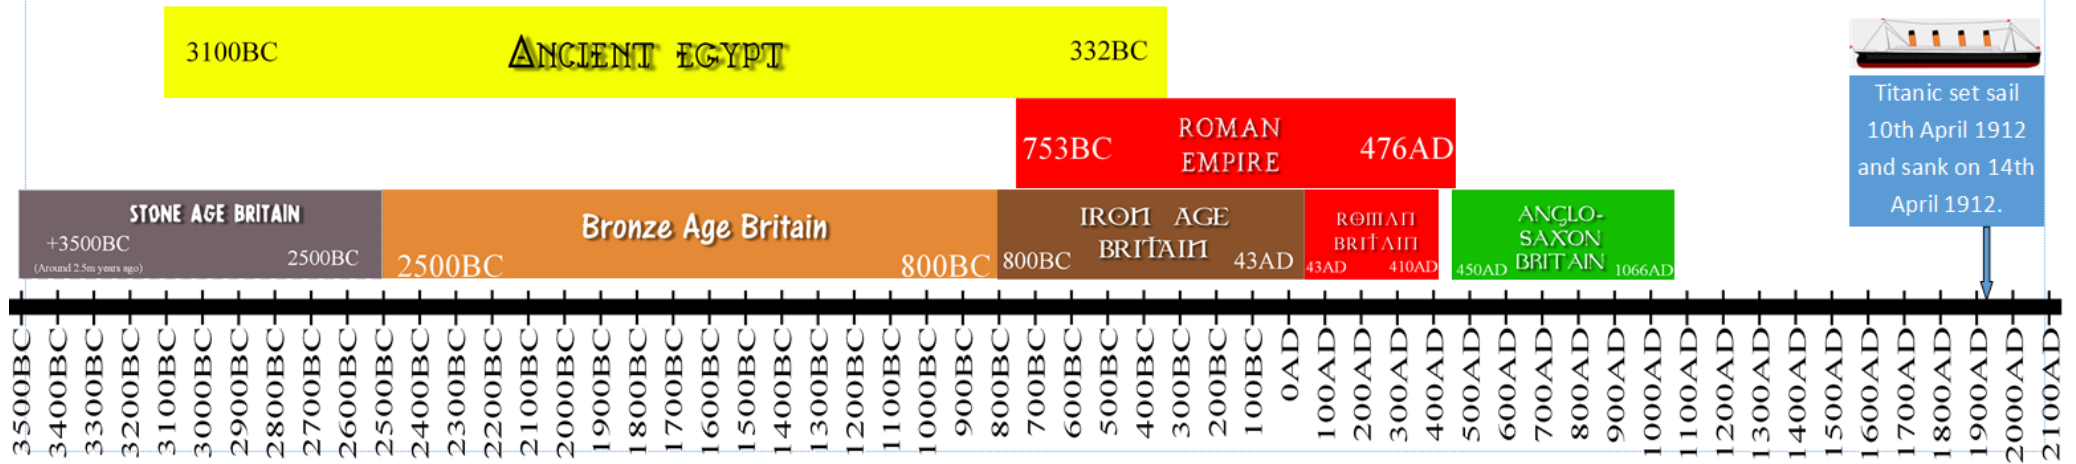 3100BC
ANCIENT EGYPT
332BC
Titanic set sail
10th April 1912
and sank on 14th
April 1912.
753BC
ROMAN
EMPIRE
476AD
STONE AGE BRITAIN
+3500BC
(Around 2.5m years ago)
2500BC
Bronze Age Britain
2500BC
800BC
IRON AGE
BRITAIN
800BC
43AD
ROMAN
BRITAIN
43AD
410AD
ANGLO-
SAXON
BRITAIN
450AD
1066AD
3500BC
3400BC
3300BC
3200BC
3100BC
3000BC
2900BC
2800BC
2700BC
2600BC
2500BC
2400BC
2300BC
2200BC
2100BC
2000BC
1900BC
1800BC
1700BC
1600BC
1500BC
1400BC
1300BC
1200BC
1100BC
1000BC
900BC
800BC
700BC
600BC
500BC
400BC
300BC
200BC
100BC
0AD
100AD
200AD
300AD
400AD
500AD
600AD
700AD
800AD
900AD
1000AD
1100AD
1200AD
1300AD
1400AD
1500AD
1600AD
1700AD
1800AD
1900AD
2000AD
2100AD